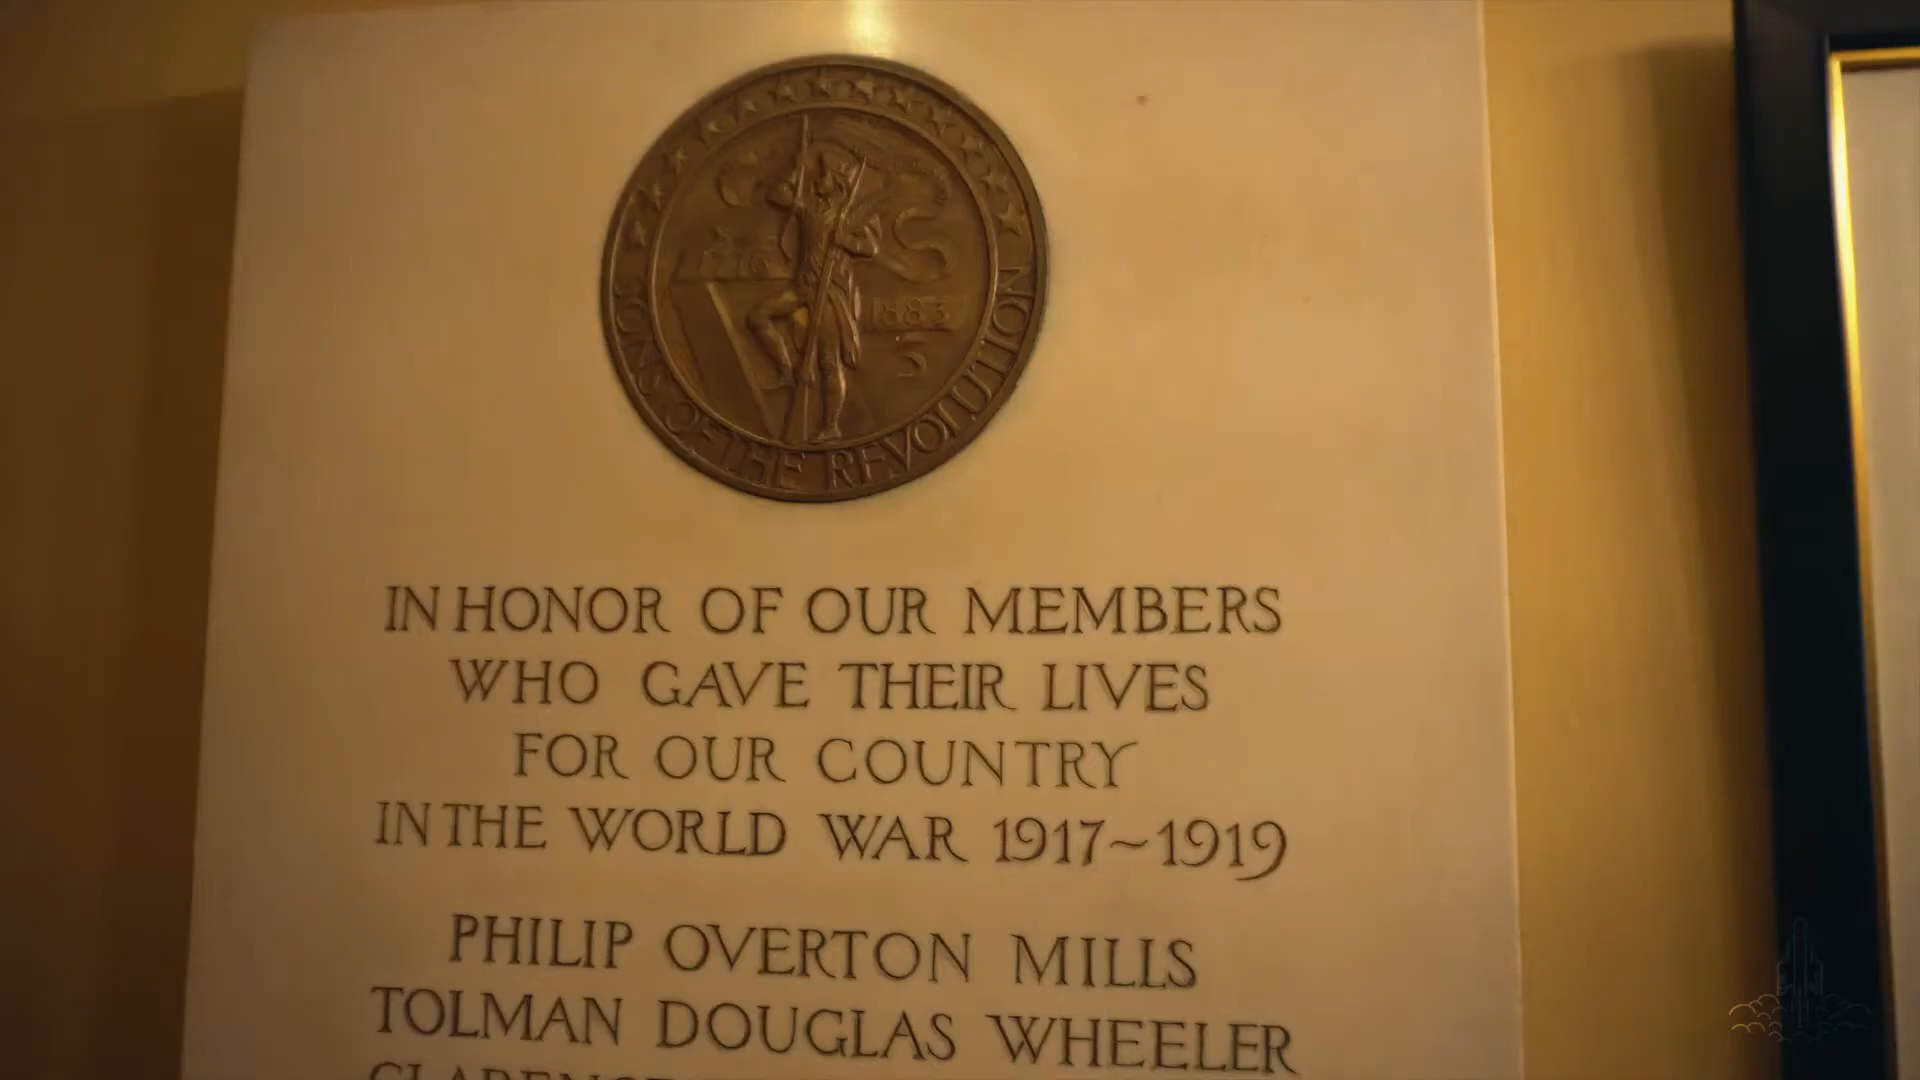 1776
1883
SONS OF THE REVOLUTION
IN HONOR OF OUR MEMBERS
WHO GAVE THEIR LIVES
FOR OUR COUNTRY
IN THE WORLD WAR 1917~1919
PHILIP OVERTON MILLS
TOLMAN DOUGLAS WHEELER